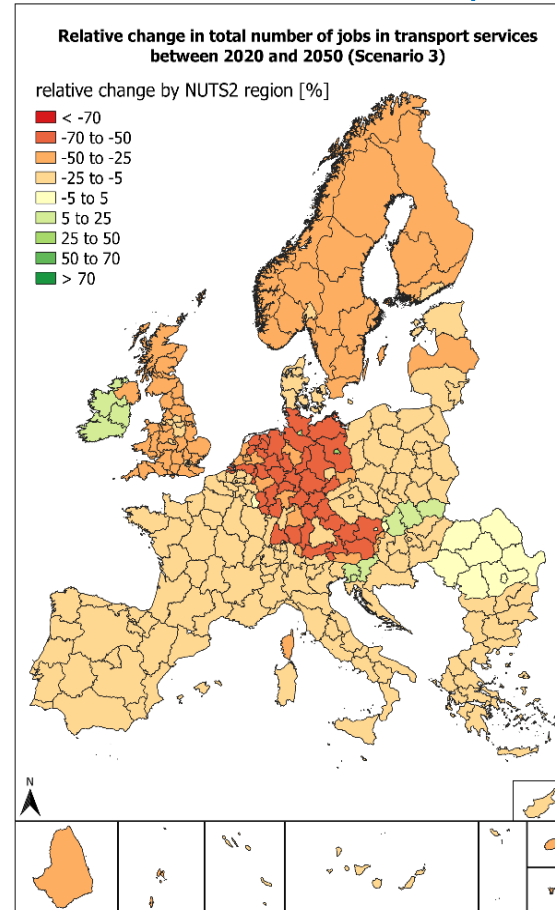 Relative change in total number of jobs in transport services
between 2020 and 2050 (Scenario 3)
relative change by NUTS2 region [%]
< -70
-70 to -50
-50 to -25
-25 to -5
-5 to 5
5 to 25
25 to 50
50 to 70
> 70
N